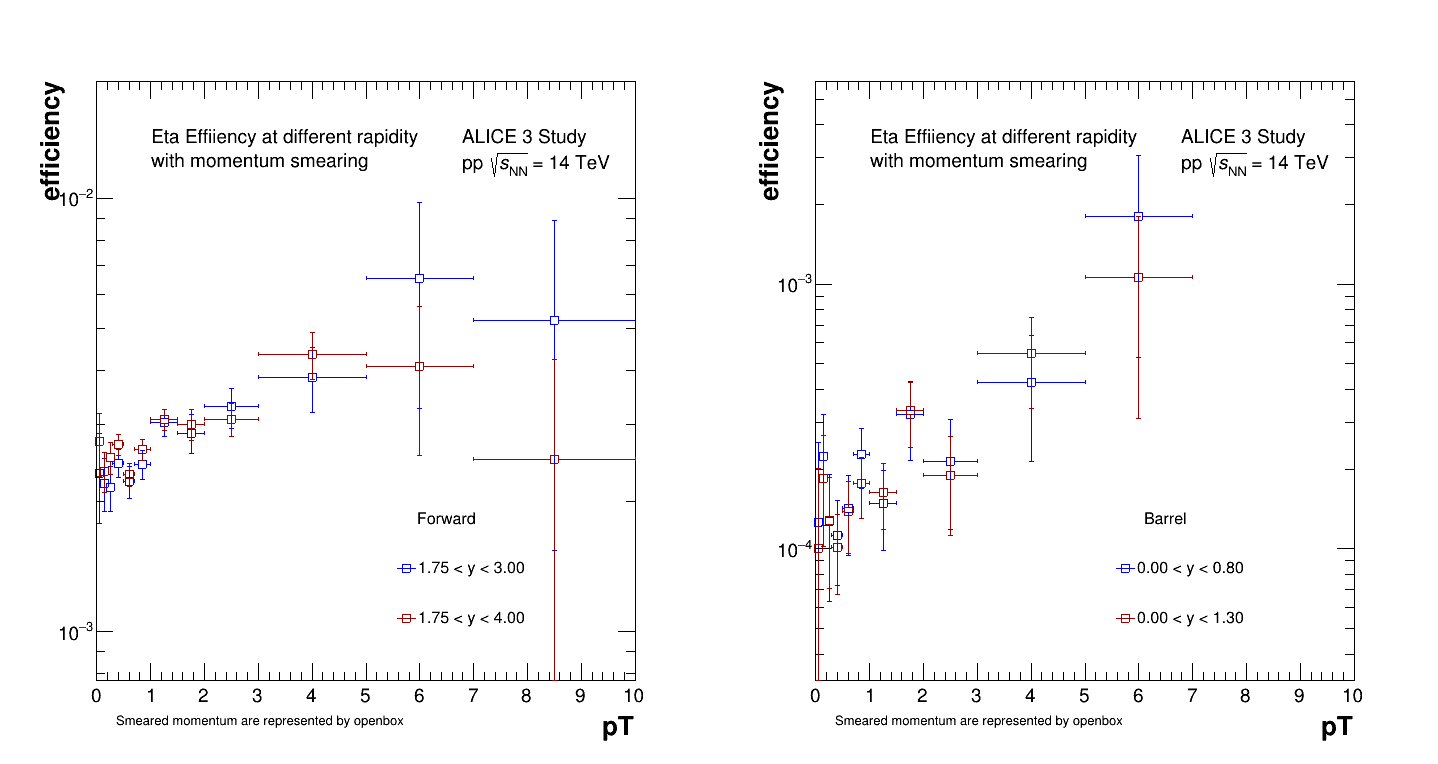 efficiency
Eta Effiiency at different rapidity
with momentum smearing
ALICE 3 Study
pp √sNN = 14 TeV
10−2
10−3
Forward
1.75 < y < 3.00
1.75 < y < 4.00
0 1 2 3 4 5 6 7 8 9 10
Smeared momentum are represented by openbox
pT
efficiency
Eta Effiiency at different rapidity
with momentum smearing
ALICE 3 Study
pp √sNN = 14 TeV
10−3
10−4
Barrel
0.00 < y < 0.80
0.00 < y < 1.30
0 1 2 3 4 5 6 7 8 9 10
Smeared momentum are represented by openbox
pT